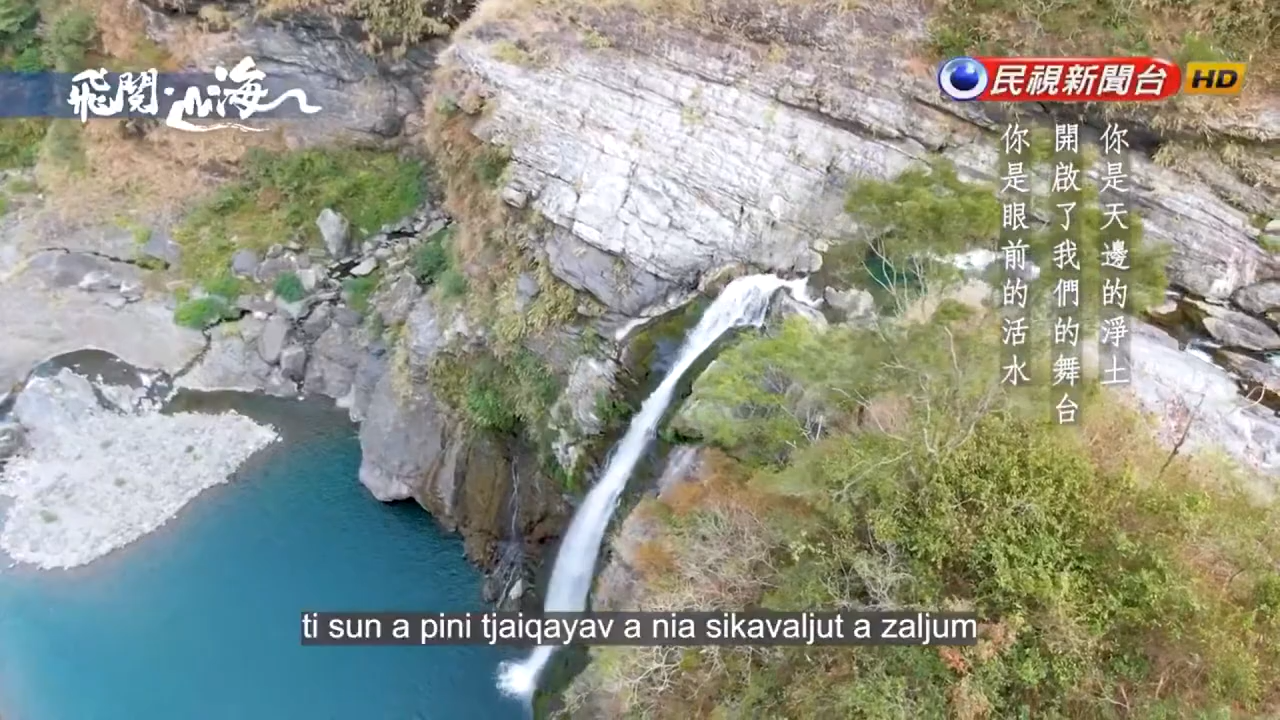 飛閱·山海
民視新聞台 HD
你是天邊的淨土
開啟了我們的舞台
你是眼前的活水
ti sun a pini tjaiqayav a nia sikavaljut a zaljum